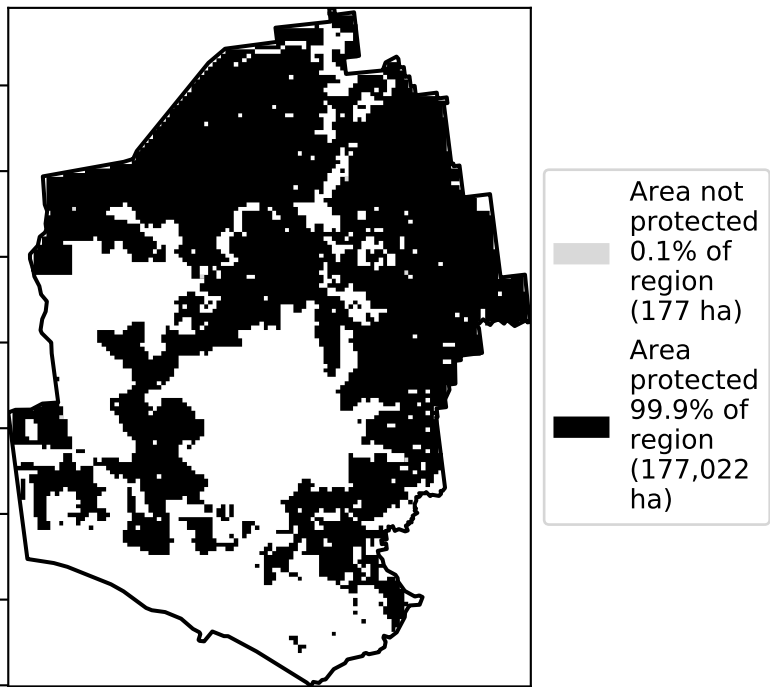 Area not
protected
0.1% of
region
(177 ha)
Area
protected
99.9% of
region
(177,022
ha)